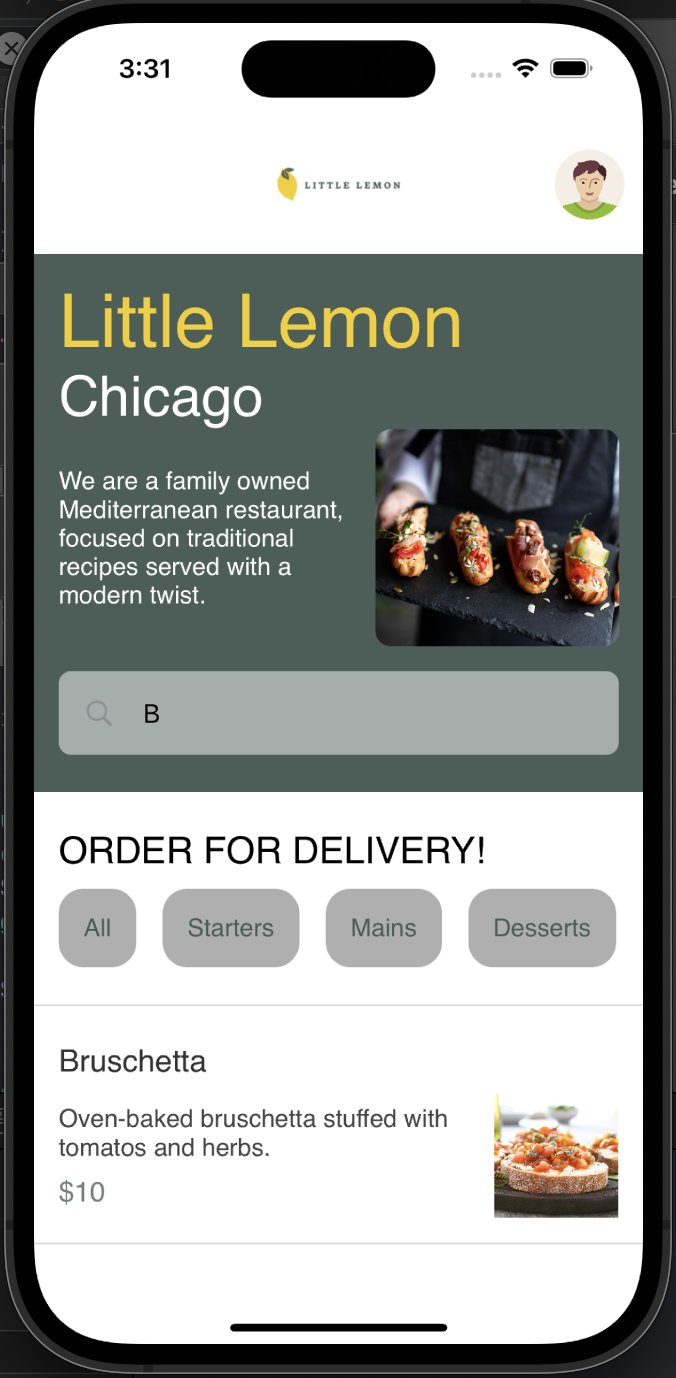 3:31
LITTLE LEMON
Little Lemon
Chicago
We are a family owned
Mediterranean restaurant,
focused on traditional
recipes served with a
modern twist.
B
ORDER FOR DELIVERY!
All Starters Mains Desserts
Bruschetta
Oven-baked bruschetta stuffed with
tomatos and herbs.
$10